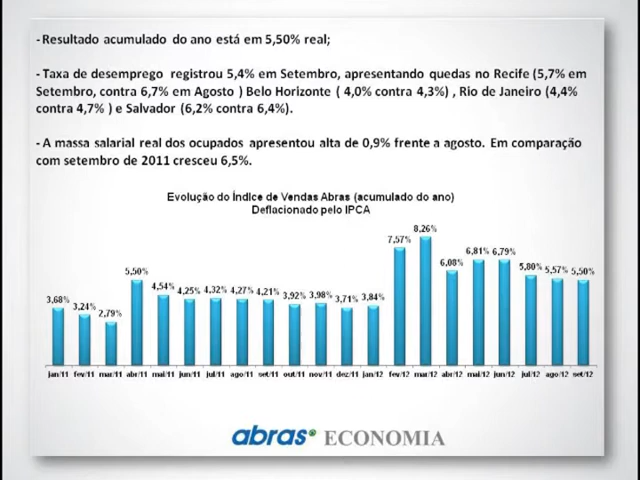 - Resultado acumulado do ano está em 5,50% real;
- Taxa de desemprego registrou 5,4% em Setembro, apresentando quedas no Recife (5,7% em
Setembro, contra 6,7% em Agosto ) Belo Horizonte ( 4,0% contra 4,3%) , Rio de Janeiro (4,4%
contra 4,7% ) e Salvador (6,2% contra 6,4%).
- A massa salarial real dos ocupados apresentou alta de 0,9% frente a agosto. Em comparação
com setembro de 2011 cresceu 6,5%.
Evolução do Índice de Vendas Abras (acumulado do ano)
Deflacionado pelo IPCA
3,68% 3,24% 2,79% 5,50% 4,54% 4,25% 4,32% 4,27% 4,21% 3,92% 3,98% 3,71% 3,84% 7,57% 8,26% 6,08% 6,81% 6,79% 5,80% 5,57% 5,50%
jan/11 fev/11 mar/11 abr/11 mai/11 jun/11 jul/11 ago/11 set/11 out/11 nov/11 dez/11 jan/12 fev/12 mar/12 abr/12 mai/12 jun/12 jul/12 ago/12 set/12
abras ECONOMIA